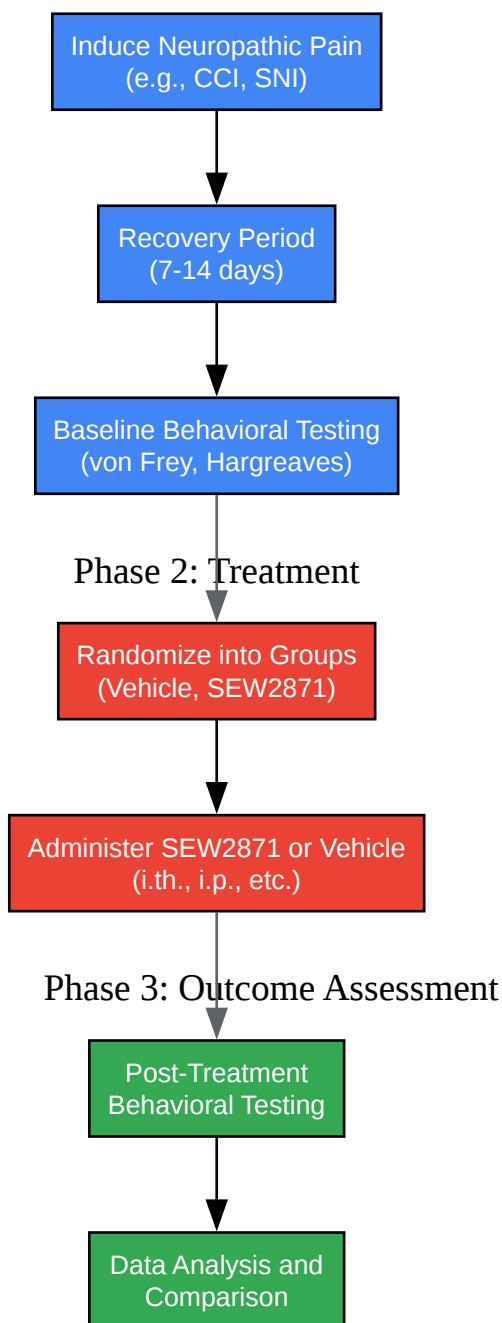 Induce Neuropathic Pain
(e.g., CCI, SNI)
Recovery Period
(7-14 days)
Baseline Behavioral Testing
(von Frey, Hargreaves)
Phase 2: Treatment
Randomize into Groups
(Vehicle, SEW2871)
Administer SEW2871 or Vehicle
(i.th., i.p., etc.)
Phase 3: Outcome Assessment
Post-Treatment
Behavioral Testing
Data Analysis and
Comparison